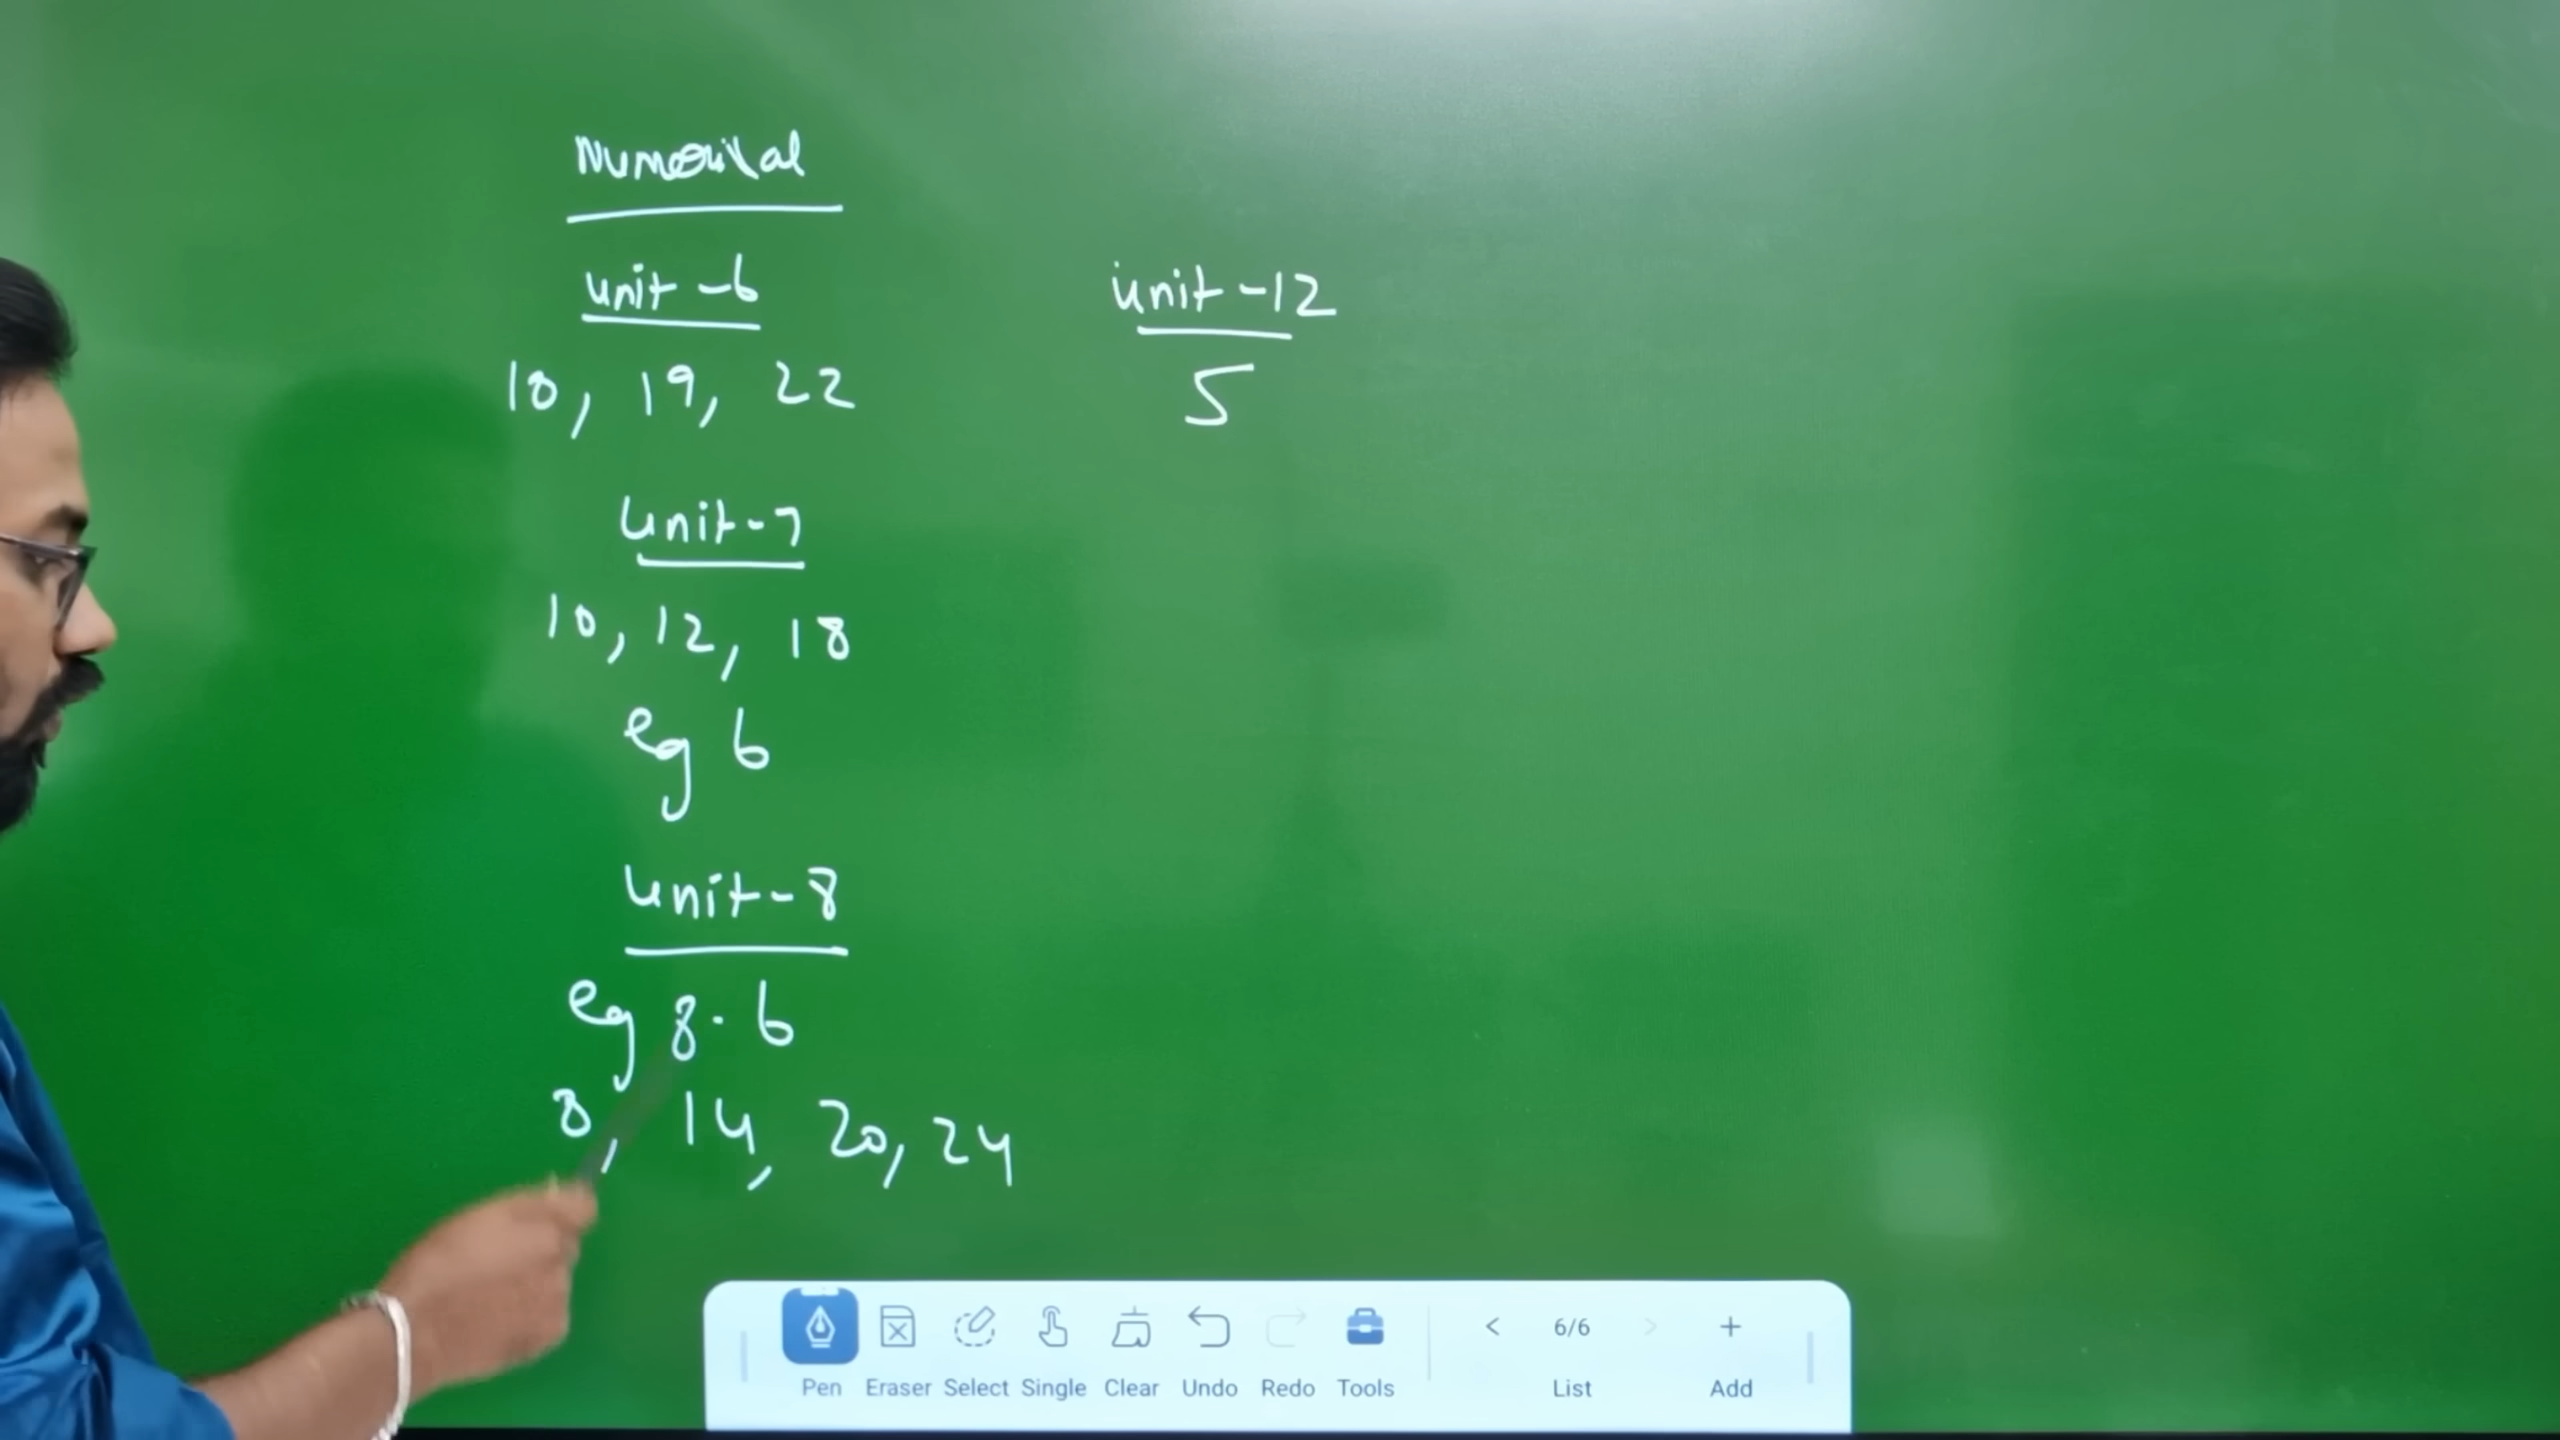 Numerical
unit-6
10, 19, 22
unit-7
10, 12, 18
eg 6
unit-8
eg 8.6
8, 14, 20, 24
unit-12
5
Pen Eraser Select Single Clear Undo Redo Tools
< 6/6 > +
List Add